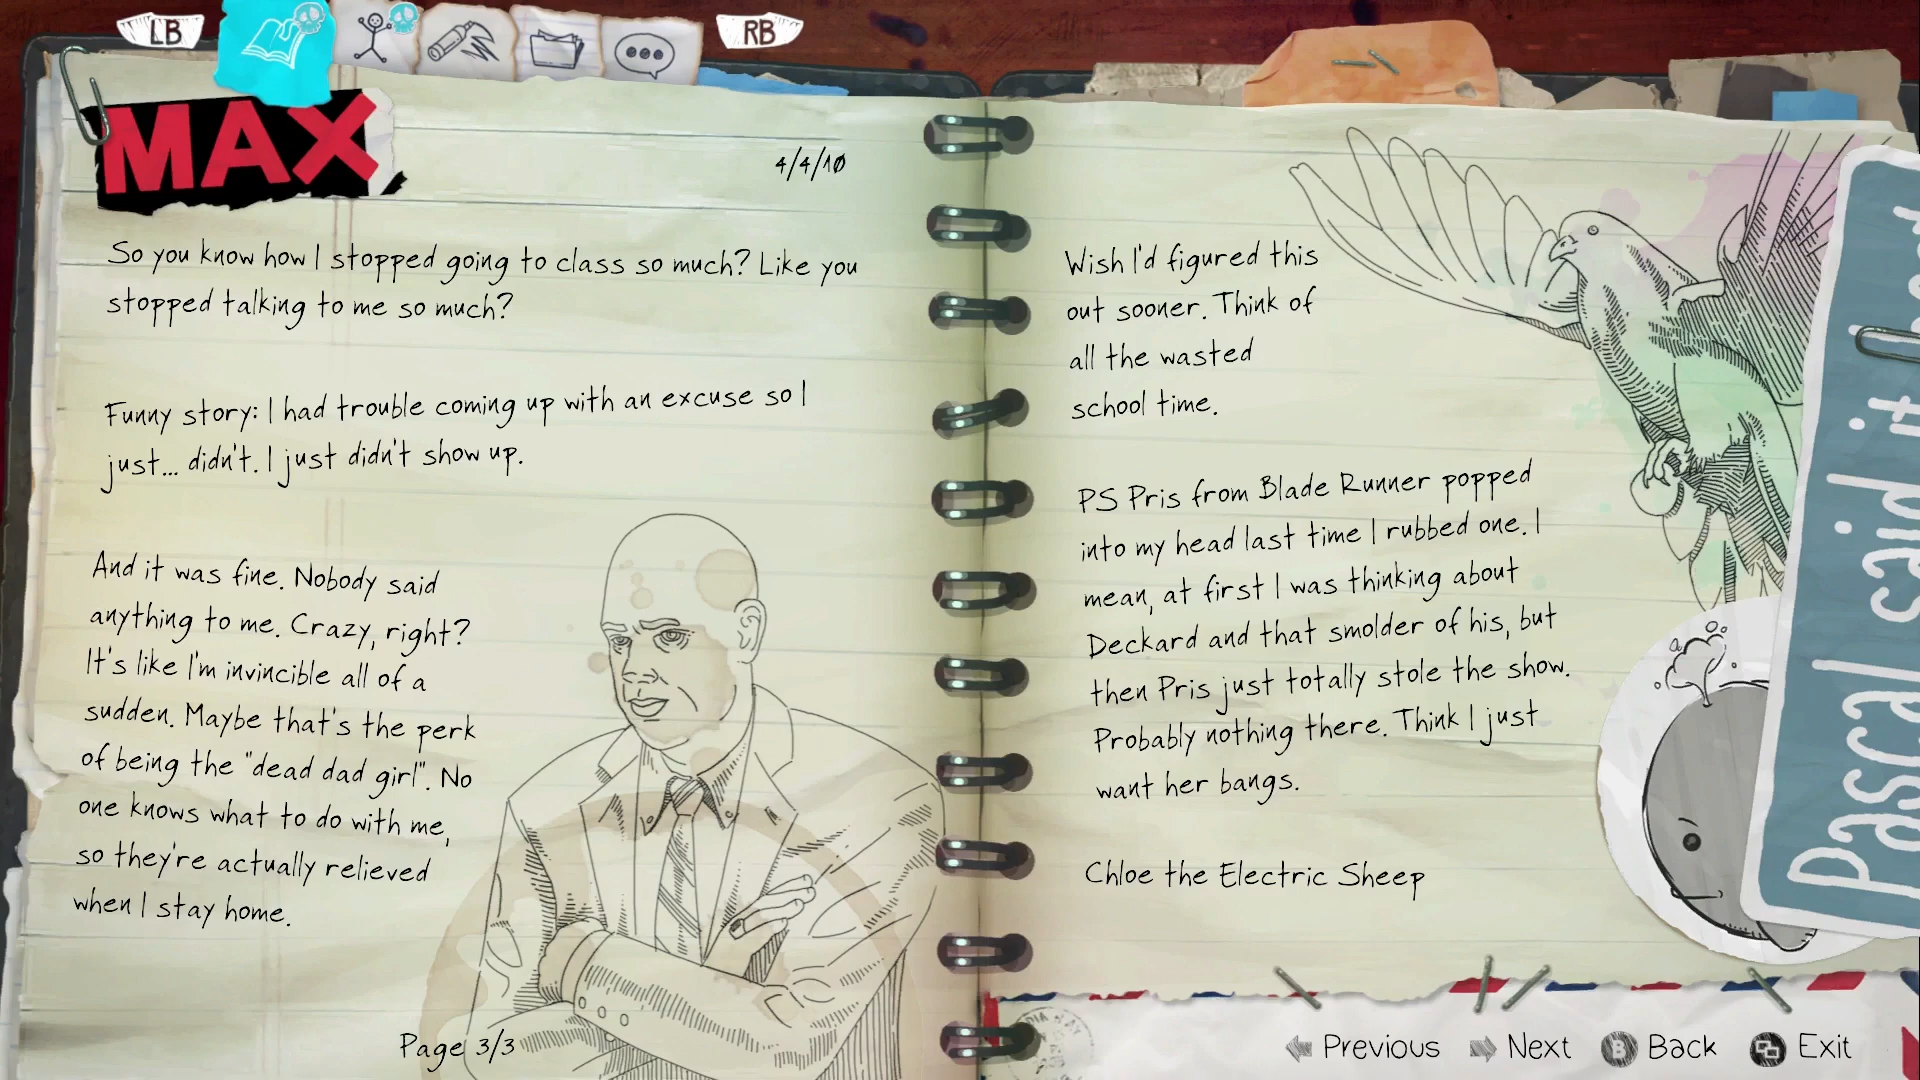 LB
RB
MAX
4/4/10
So you know how I stopped going to class so much? Like you
stopped talking to me so much?
Funny story: I had trouble coming up with an excuse so I
just... didn't. I just didn't show up.
And it was fine. Nobody said
anything to me. Crazy, right?
It's like I'm invincible all of a
sudden. Maybe that's the perk
of being the "dead dad girl". No
one knows what to do with me,
so they're actually relieved
when I stay home.
Page 3/3
Wish I'd figured this
out sooner. Think of
all the wasted
school time.
PS Pris from Blade Runner popped
into my head last time I rubbed one. I
mean, at first I was thinking about
Deckard and that smolder of his, but
then Pris just totally stole the show.
Probably nothing there. Think I just
want her bangs.
Chloe the Electric Sheep
Pascal said it
Previous
Next
B Back
Exit